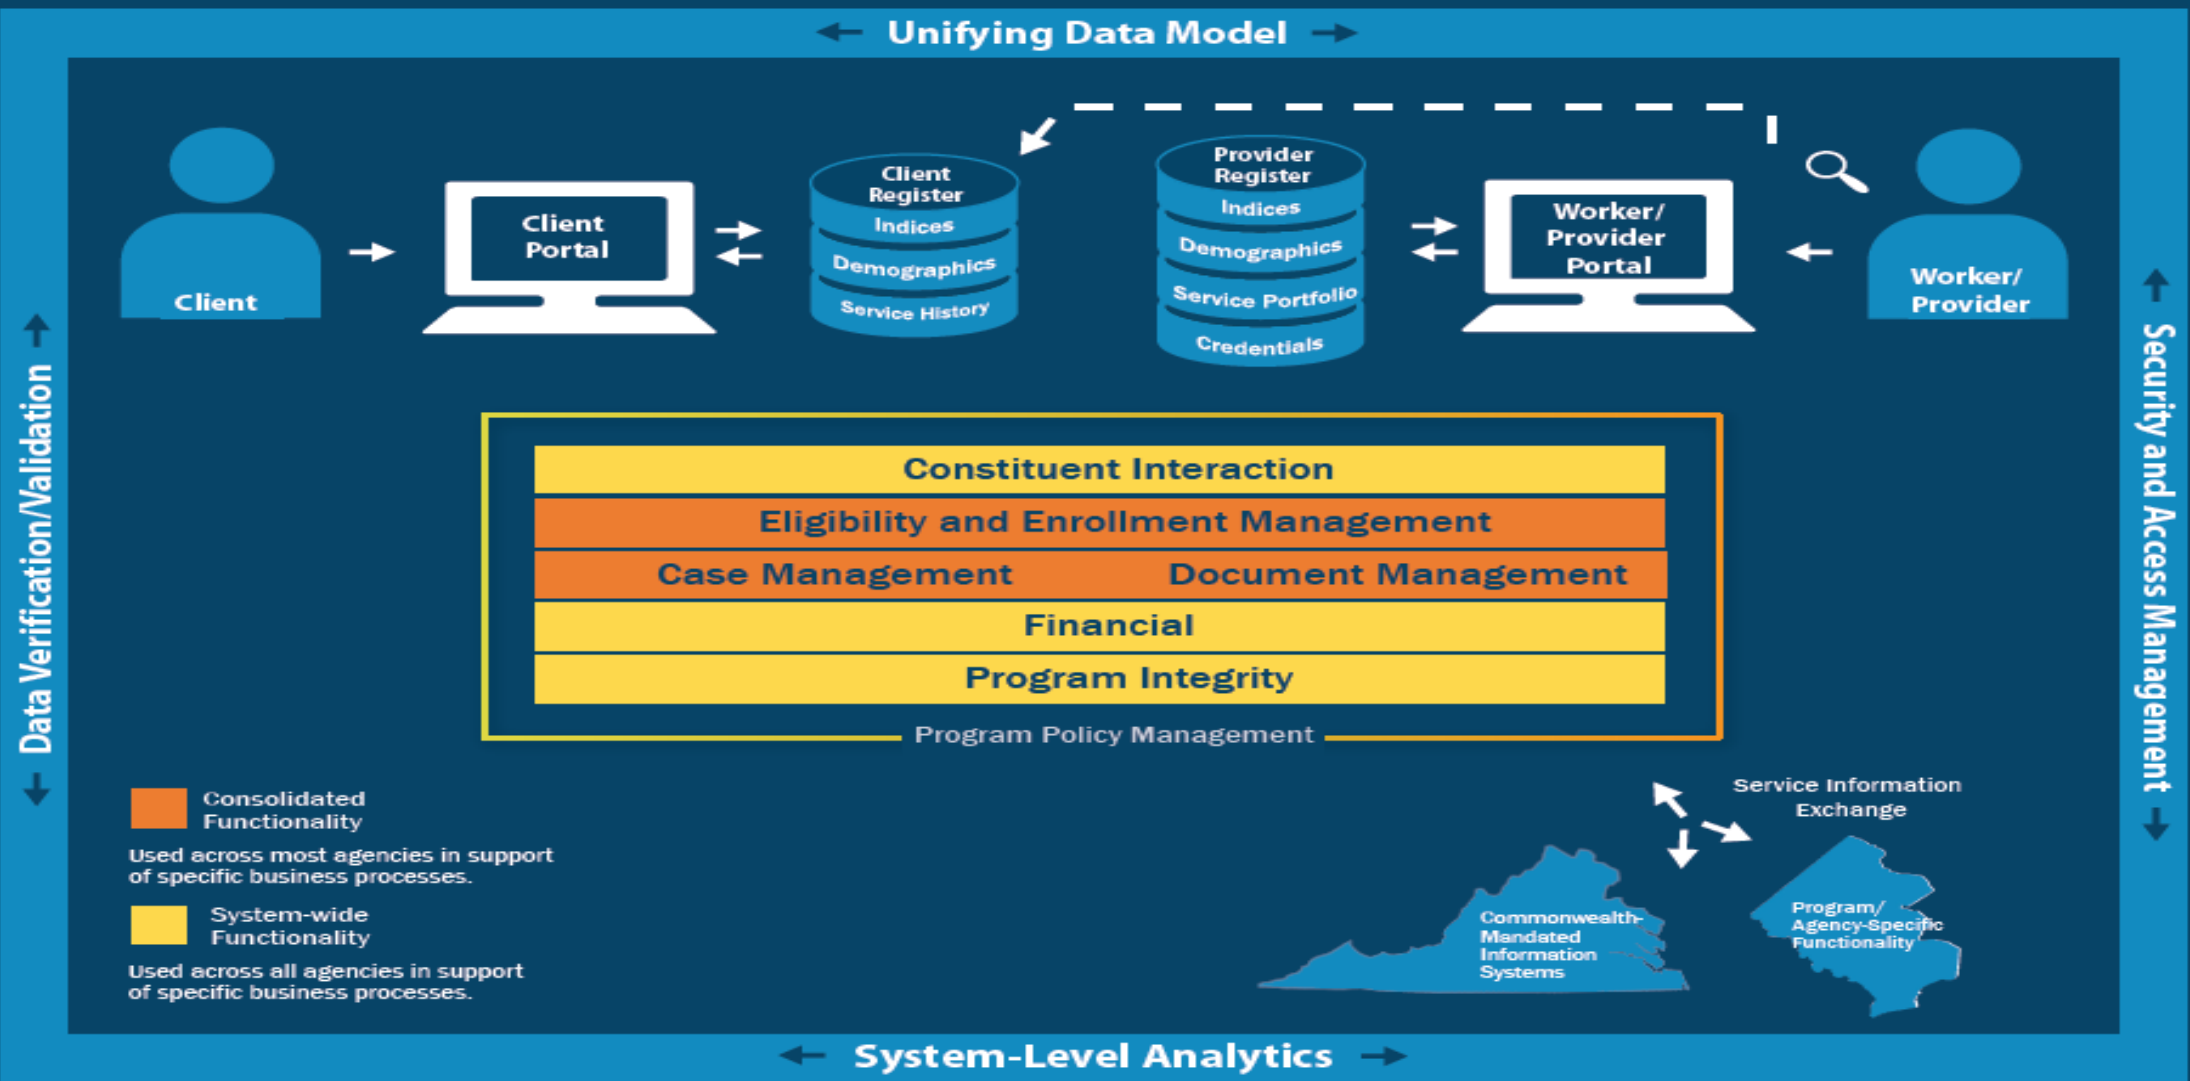 Unifying Data Model
Client
Client
Portal
Client
Register
Indices
Demographics
Service History
Provider
Register
Indices
Demographics
Service Portfolio
Credentials
Worker/
Provider
Portal
Worker/
Provider
Data Verification/Validation
Security and Access Management
Constituent Interaction
Eligibility and Enrollment Management
Case Management Document Management
Financial
Program Integrity
Program Policy Management
Consolidated
Functionality
Used across most agencies in support
of specific business processes.
System-wide
Functionality
Used across all agencies in support
of specific business processes.
Service Information
Exchange
Commonwealth-
Mandated
Information
Systems
Program/
Agency-Specific
Functionality
System-Level Analytics